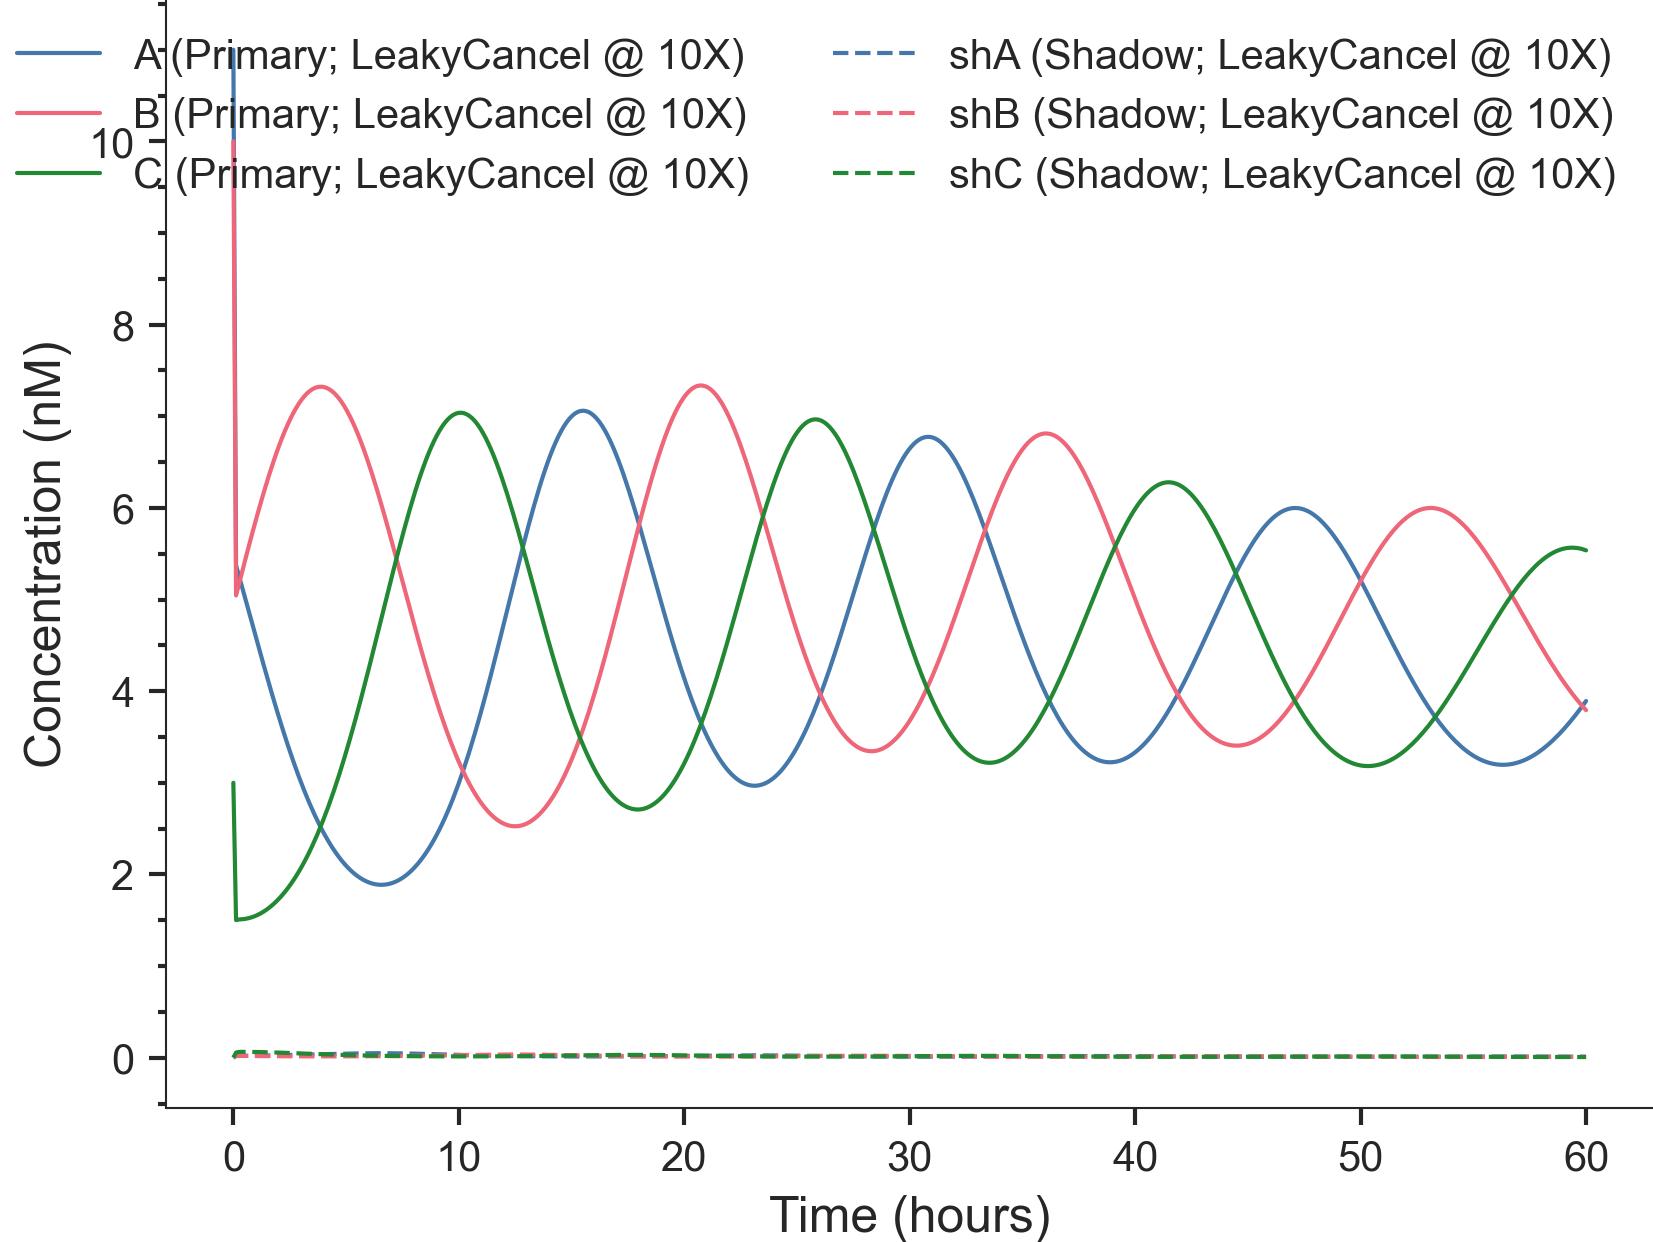 A (Primary; LeakyCancel @ 10X)
B (Primary; LeakyCancel @ 10X)
C (Primary; LeakyCancel @ 10X)
shA (Shadow; LeakyCancel @ 10X)
shB (Shadow; LeakyCancel @ 10X)
shC (Shadow; LeakyCancel @ 10X)
Concentration (nM)
10
8
6
4
2
0
0 10 20 30 40 50 60
Time (hours)